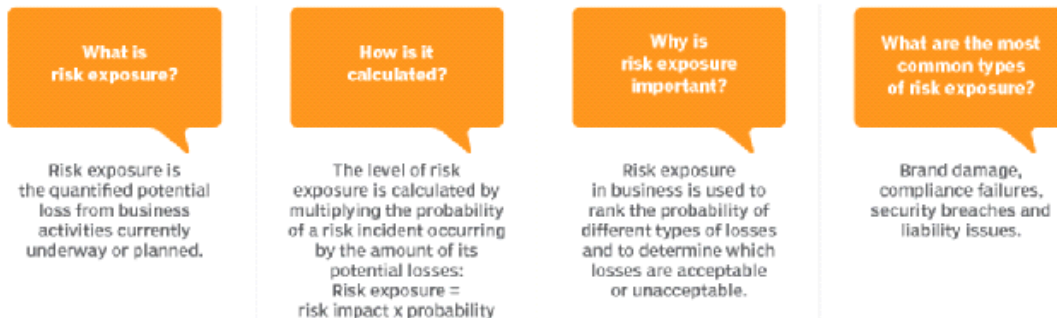 What is
risk exposure?
Risk exposure is
the quantified potential
loss from business
activities currently
underway or planned.
How is it
calculated?
The level of risk
exposure is calculated by
multiplying the probability
of a risk incident occurring
by the amount of its
potential losses:
Risk exposure =
risk impact x probability
Why is
risk exposure
important?
Risk exposure
in business is used to
rank the probability of
different types of losses
and to determine which
losses are acceptable
or unacceptable.
What are the most
common types
of risk exposure?
Brand damage,
compliance failures,
security breaches and
liability issues.